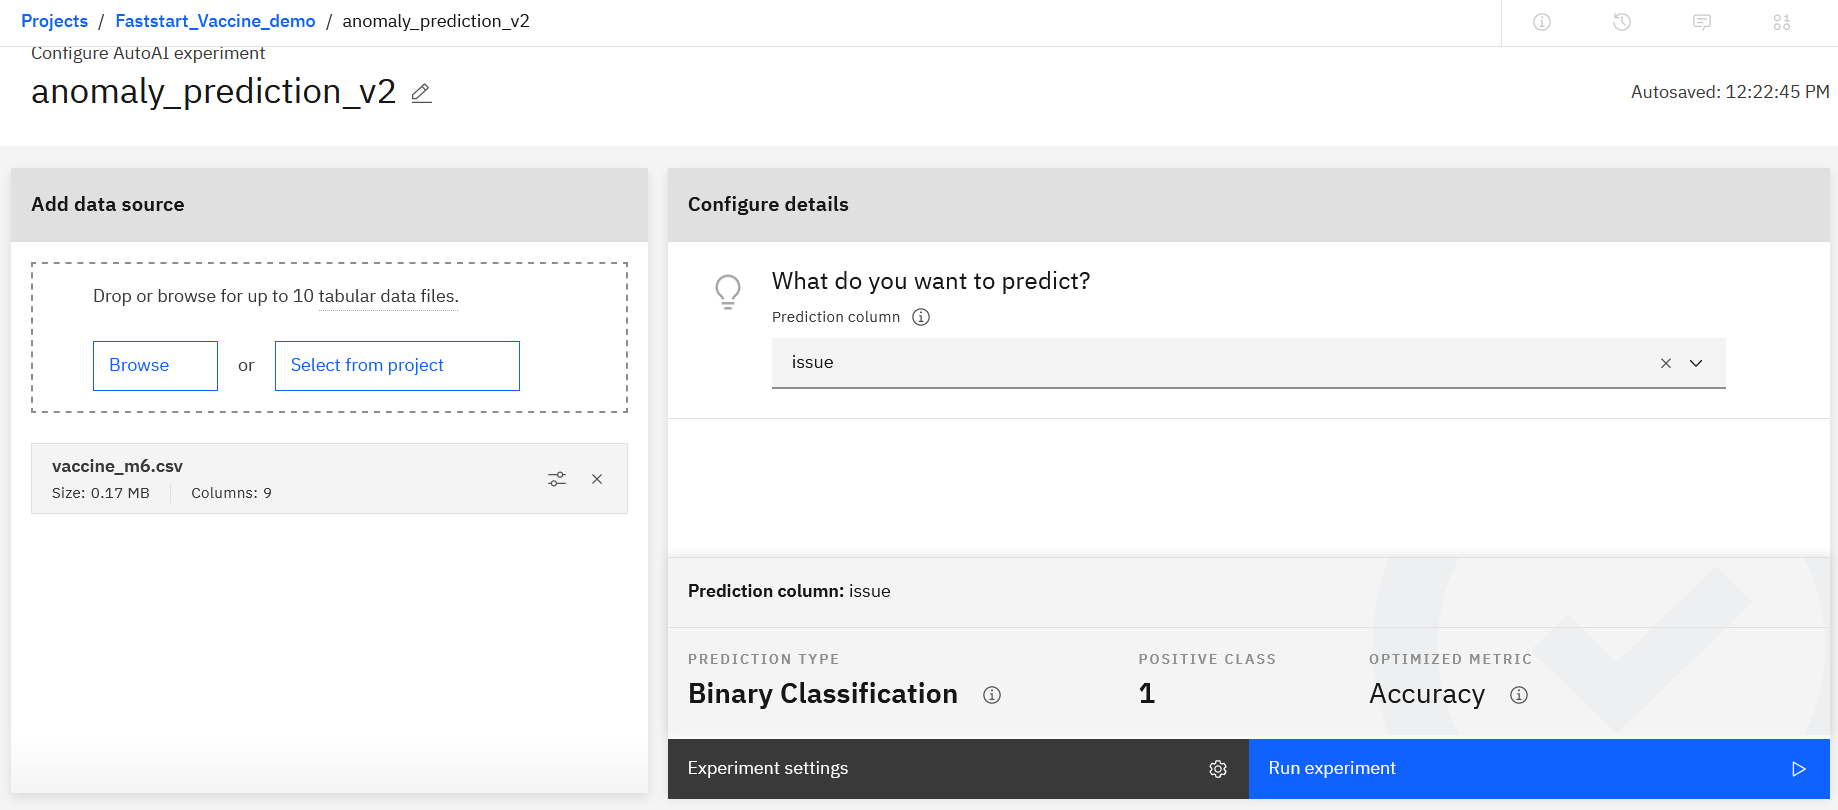 Projects / Faststart_Vaccine_demo / anomaly_prediction_v2
Configure AutoAI experiment
anomaly_prediction_v2
Autosaved: 12:22:45 PM
Add data source
Drop or browse for up to 10 tabular data files.
Browse or Select from project
vaccine_m6.csv
Size: 0.17 MB Columns: 9
Configure details
What do you want to predict?
Prediction column
issue
Prediction column: issue
PREDICTION TYPE POSITIVE CLASS OPTIMIZED METRIC
Binary Classification 1 Accuracy
Experiment settings Run experiment